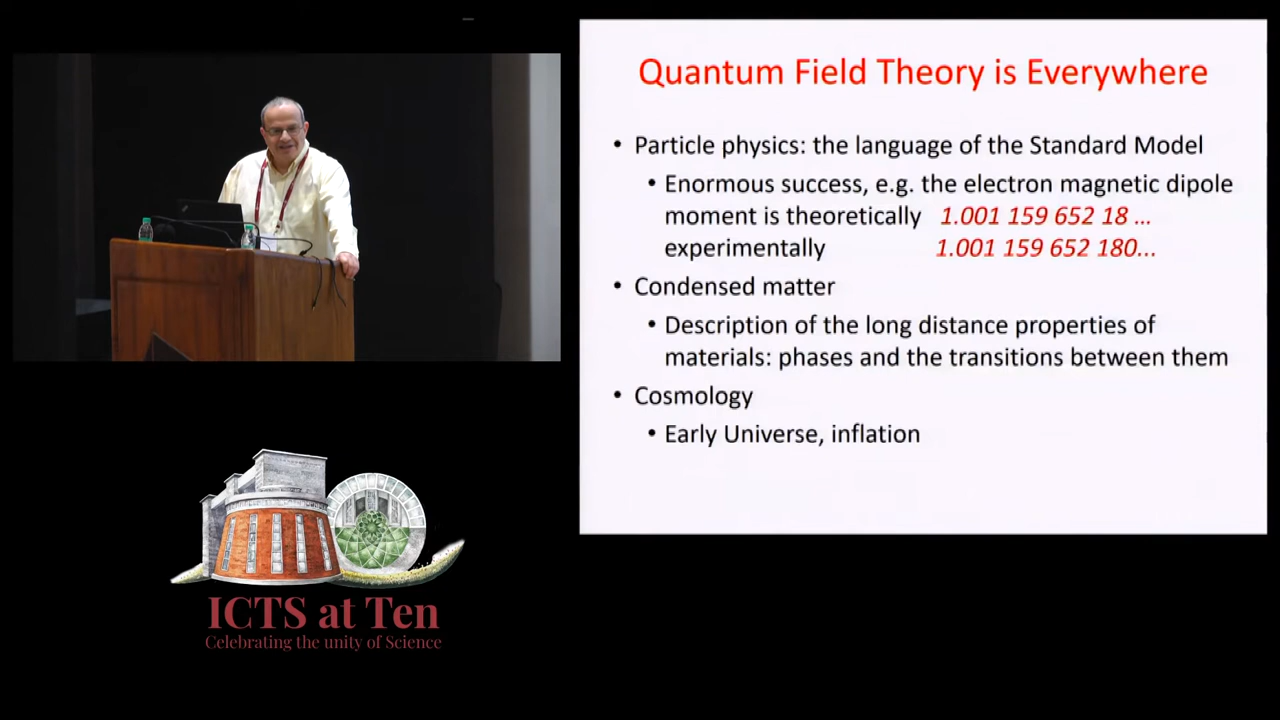 Quantum Field Theory is Everywhere
• Particle physics: the language of the Standard Model
• Enormous success, e.g. the electron magnetic dipole
moment is theoretically 1.001 159 652 18 ...
experimentally 1.001 159 652 180...
• Condensed matter
• Description of the long distance properties of
materials: phases and the transitions between them
• Cosmology
• Early Universe, inflation
ICTS at Ten
Celebrating the unity of Science